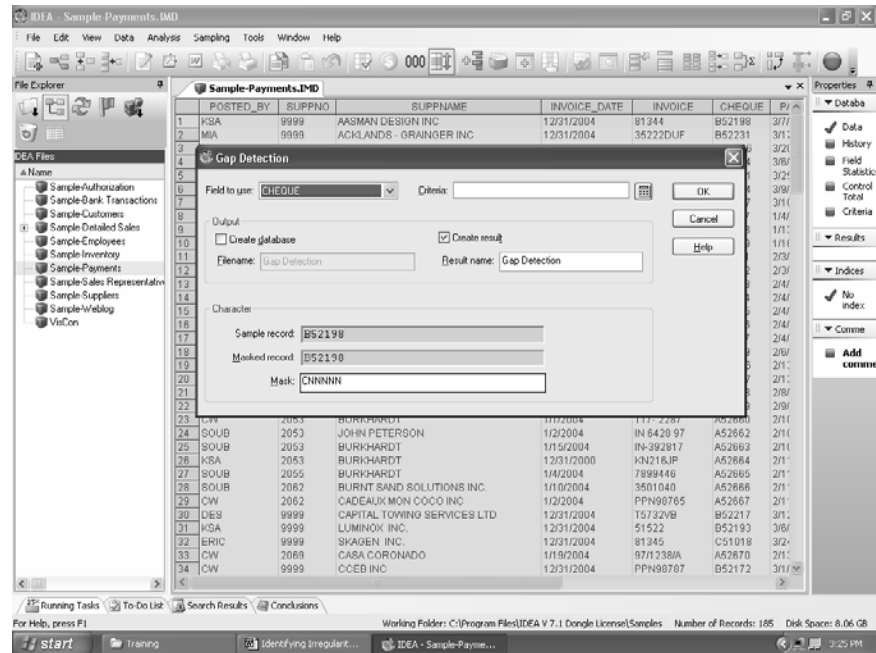 IDEA - Sample-Payments.IMD
File Edit View Data Analysis Sampling Tools Window Help
000
File Explorer
IDEA Files
Name
Sample-Authorization
Sample-Bank Transactions
Sample-Customers
Sample-Detailed Sales
Sample-Employees
Sample-Inventory
Sample-Payments
Sample-Sales Representative
Sample-Suppliers
Sample-Weblog
VisCon
Sample-Payments.IMD
POSTED_BY SUPPNO SUPPNAME INVOICE_DATE INVOICE CHEQUE
1 KSA 9999 AASMAN DESIGN INC 12/31/2004 81344 B52198 3/7/
2 MIA 9999 ACKLANDS - GRAINGER INC 12/31/2004 35222DUF B52231
Gap Detection
Field to use: CHEQUE Criteria: OK
Output Cancel
Create database Create result Help
Filename: Gap Detection Result name: Gap Detection
Character
Sample record: B52198
Masked record: B52198
Mask: CNNNNN
23 CW 2053 BURKHARDT
24 SOUB 2053 JOHN PETERSON 1/2/2004 IN 6428 97 A52662
25 SOUB 2053 BURKHARDT 1/15/2004 IN-392817 A52663
26 KSA 2053 BURKHARDT 12/31/2000 KN216JP A52664
27 SOUB 2055 BURKHARDT 1/4/2004 7899446 A52665
28 SOUB 2062 BURNT SAND SOLUTIONS INC. 1/10/2004 3501040 A52666
29 CW 2062 CADEAUX MON COCO INC 1/2/2004 PPN98765 A52667
30 DES 9999 CAPITAL TOWING SERVICES LTD 12/31/2004 T5732VB B52217
31 KSA 9999 LUMINOX INC. 12/31/2004 51522 B52193 3/6/
32 ERIC 9999 SKAGEN INC. 12/31/2004 81345 C51018
33 CW 2069 CASA CORONADO 1/19/2004 97/1238/A A52670
34 CW 9999 CCEB INC 12/31/2004 PPN98787 B52172
Properties
Databa
Data
History
Field Statistic
Control Total
Criteria
Results
Indices
No index
Comme
Add comme
Running Tasks To-Do List Search Results Conclusions
For Help, press F1 Working Folder: C:\Program Files\IDEA V 7.1 Dongle License\Samples Number of Records: 185 Disk Space: 8.06 GB
start Training Identifying Irregularit... IDEA - Sample-Payme... 3:25 PM